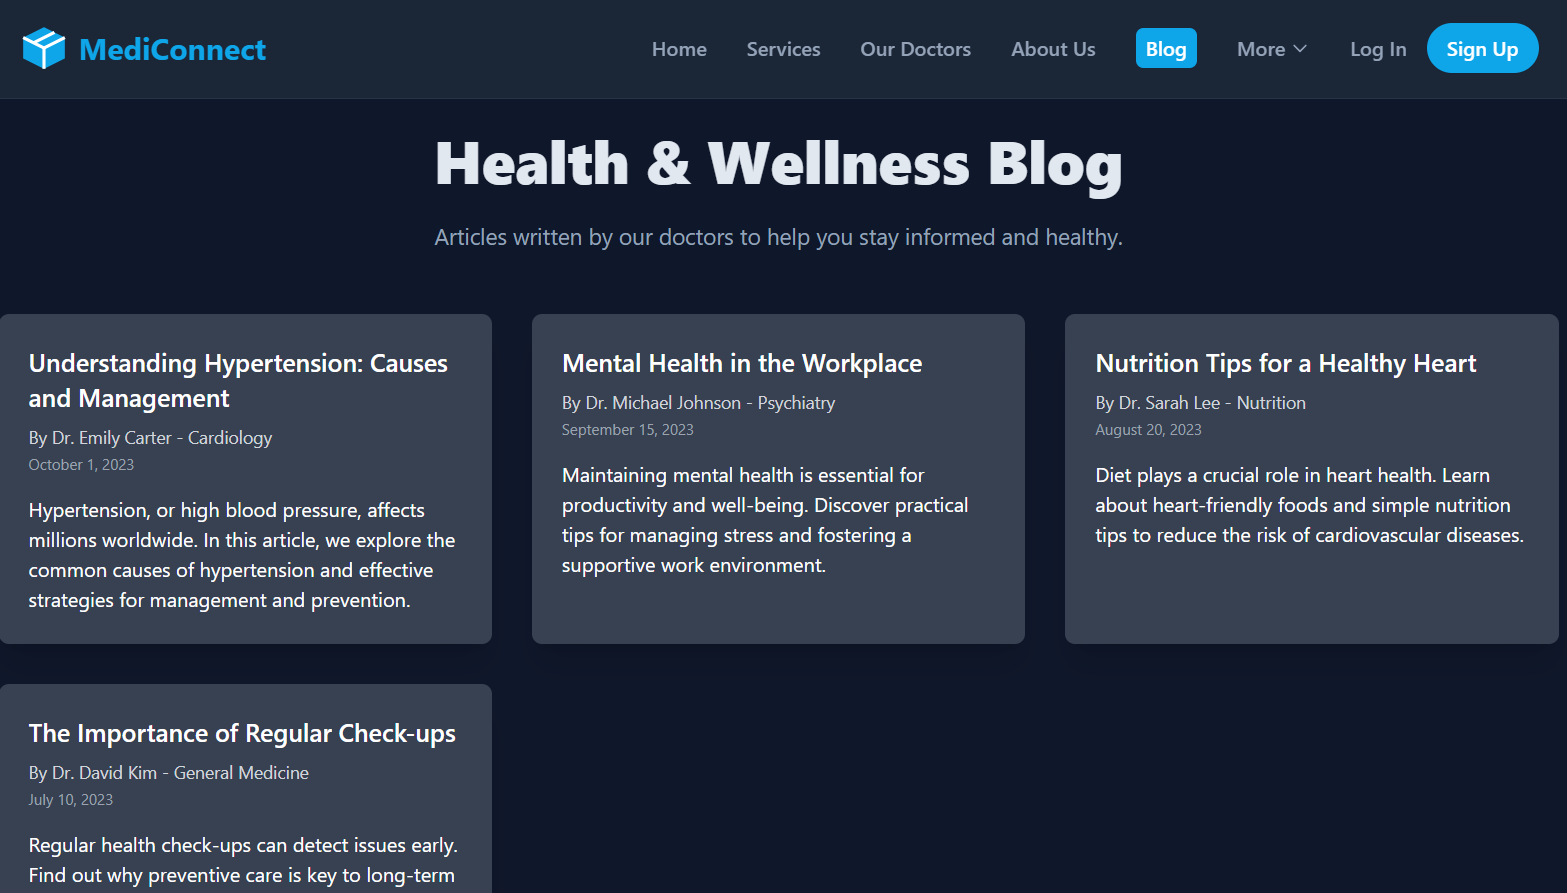 MediConnect
Home
Services
Our Doctors
About Us
Blog
More
Log In
Sign Up
Health & Wellness Blog
Articles written by our doctors to help you stay informed and healthy.
Understanding Hypertension: Causes
and Management
By Dr. Emily Carter - Cardiology
October 1, 2023
Hypertension, or high blood pressure, affects
millions worldwide. In this article, we explore the
common causes of hypertension and effective
strategies for management and prevention.
Mental Health in the Workplace
By Dr. Michael Johnson - Psychiatry
September 15, 2023
Maintaining mental health is essential for
productivity and well-being. Discover practical
tips for managing stress and fostering a
supportive work environment.
Nutrition Tips for a Healthy Heart
By Dr. Sarah Lee - Nutrition
August 20, 2023
Diet plays a crucial role in heart health. Learn
about heart-friendly foods and simple nutrition
tips to reduce the risk of cardiovascular diseases.
The Importance of Regular Check-ups
By Dr. David Kim - General Medicine
July 10, 2023
Regular health check-ups can detect issues early.
Find out why preventive care is key to long-term